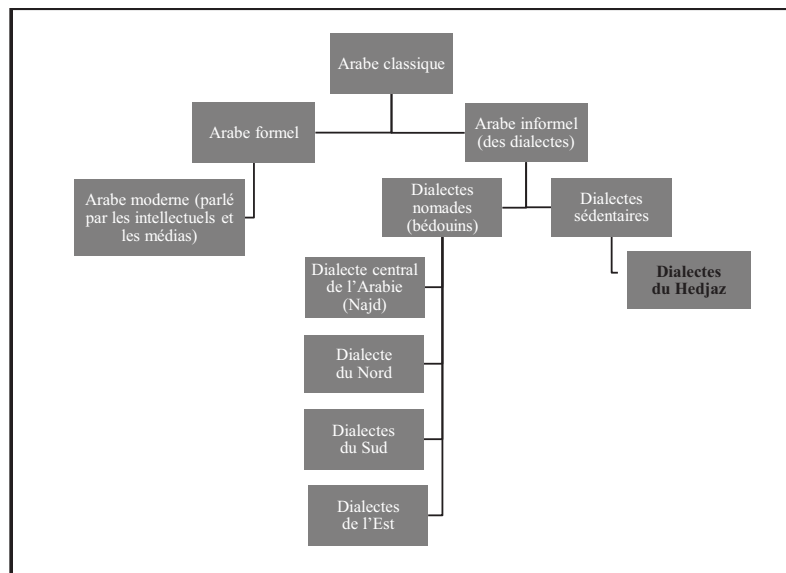 Arabe classique
Arabe formel
Arabe informel
(des dialectes)
Arabe moderne (parlé
par les intellectuels et
les médias)
Dialectes
nomades
(bédouins)
Dialectes
sédentaires
Dialecte central
de l’Arabie
(Najd)
Dialectes
du Hedjaz
Dialecte
du Nord
Dialectes
du Sud
Dialectes
de l’Est